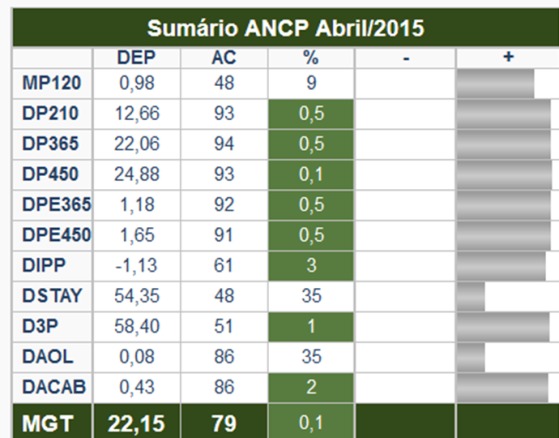 Sumário ANCP Abril/2015
DEP AC % - +
MP120 0,98 48 9
DP210 12,66 93 0,5
DP365 22,06 94 0,5
DP450 24,88 93 0,1
DPE365 1,18 92 0,5
DPE450 1,65 91 0,5
DIPP -1,13 61 3
DSTAY 54,35 48 35
D3P 58,40 51 1
DAOL 0,08 86 35
DACAB 0,43 86 2
MGT 22,15 79 0,1